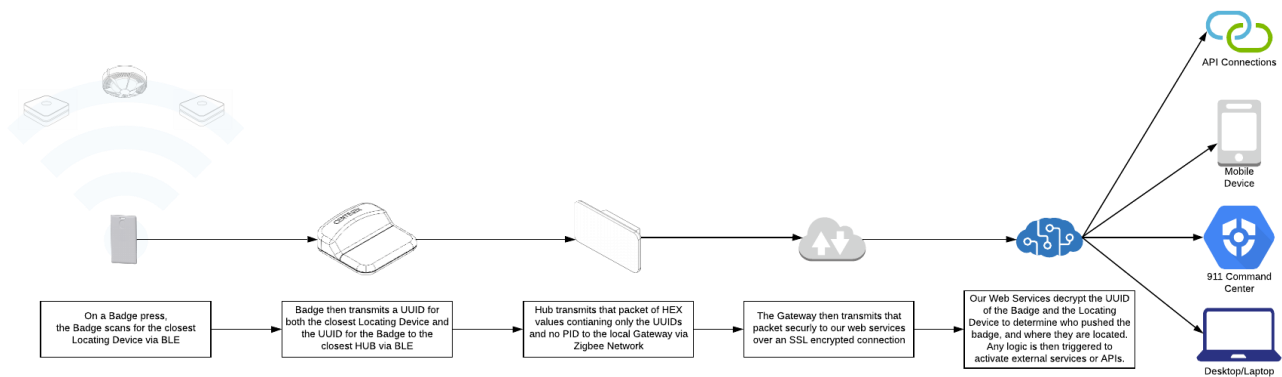 API Connections
Mobile
Device
CENTEGIX
911 Command
Center
On a Badge press,
the Badge scans for the closest
Locating Device via BLE
Badge then transmits a UUID for
both the closest Locating Device and
the UUID for the Badge to the
closest HUB via BLE
Hub transmits that packet of HEX
values contianing only the UUIDs
and no PID to the local Gateway via
Zigbee Network
The Gateway then transmits that
packet securly to our web services
over an SSL encrypted connection
Our Web Services decrypt the UUID
of the Badge and the Locating
Device to determine who pushed the
badge, and where they are located.
Any logic is then triggered to
activate external services or APIs.
Desktop/Laptop